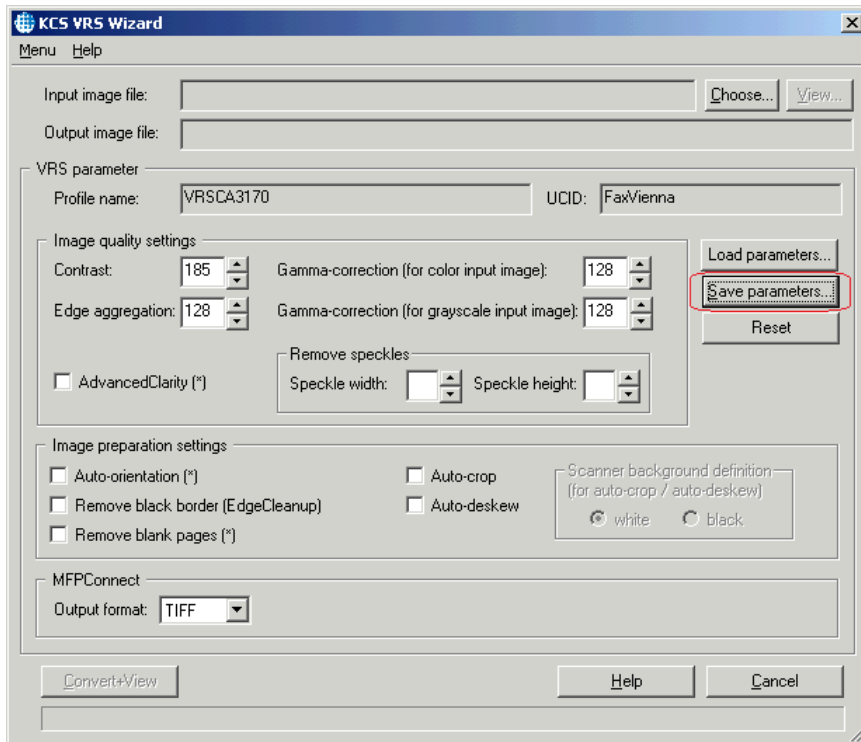 KCS VRS Wizard
Menu Help
Input image file: Choose... View...
Output image file:
VRS parameter
Profile name: VRSCA3170 UCID: FaxVienna
Image quality settings
Contrast: 185 Gamma-correction (for color input image): 128
Load parameters...
Edge aggregation: 128 Gamma-correction (for grayscale input image): 128
Save parameters...
Reset
Remove speckles
AdvancedClarity (*) Speckle width: Speckle height:
Image preparation settings
Auto-orientation (*) Auto-crop
Scanner background definition
(for auto-crop / auto-deskew)
Remove black border (EdgeCleanup) Auto-deskew
white black
Remove blank pages (*)
MFPConnect
Output format: TIFF
Convert+View Help Cancel